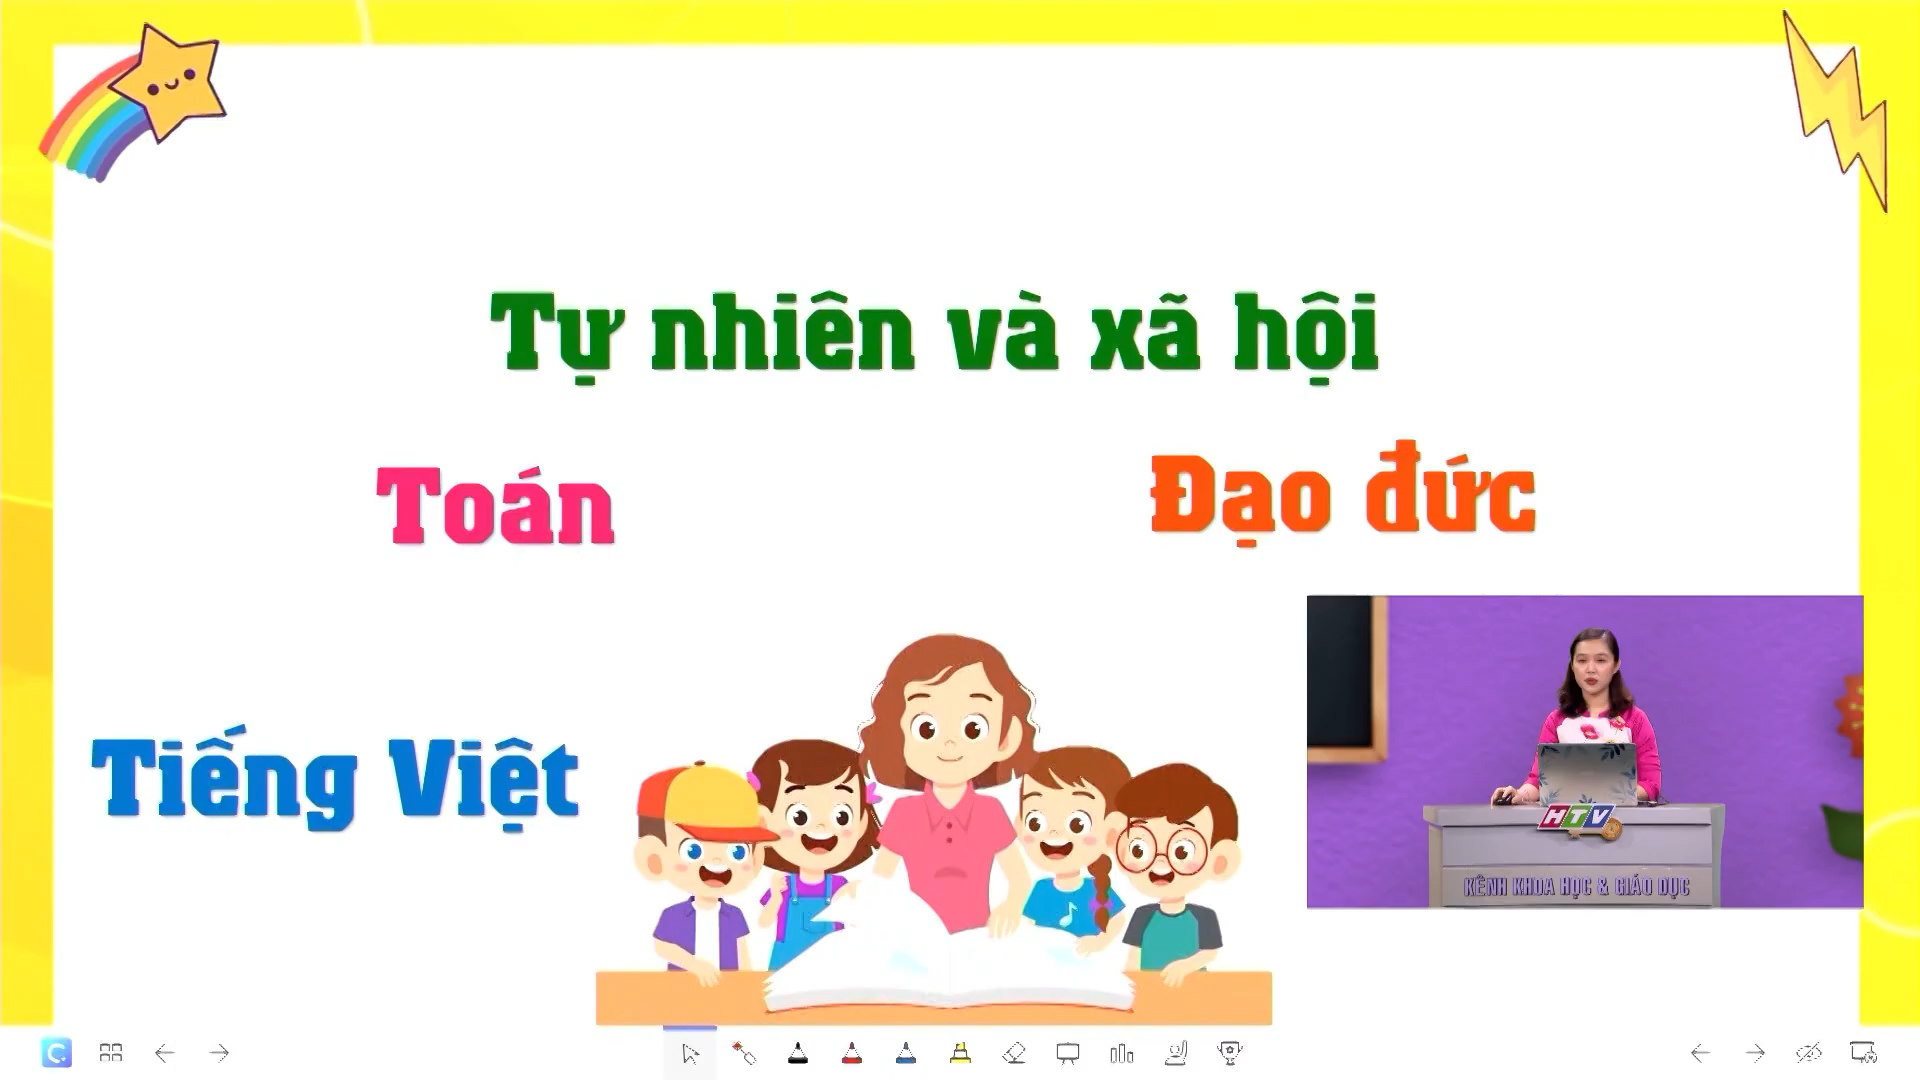 Tự nhiên và xã hội
Toán
Đạo đức
Tiếng Việt
HTV
KÊNH KHOA HỌC & GIÁO DỤC